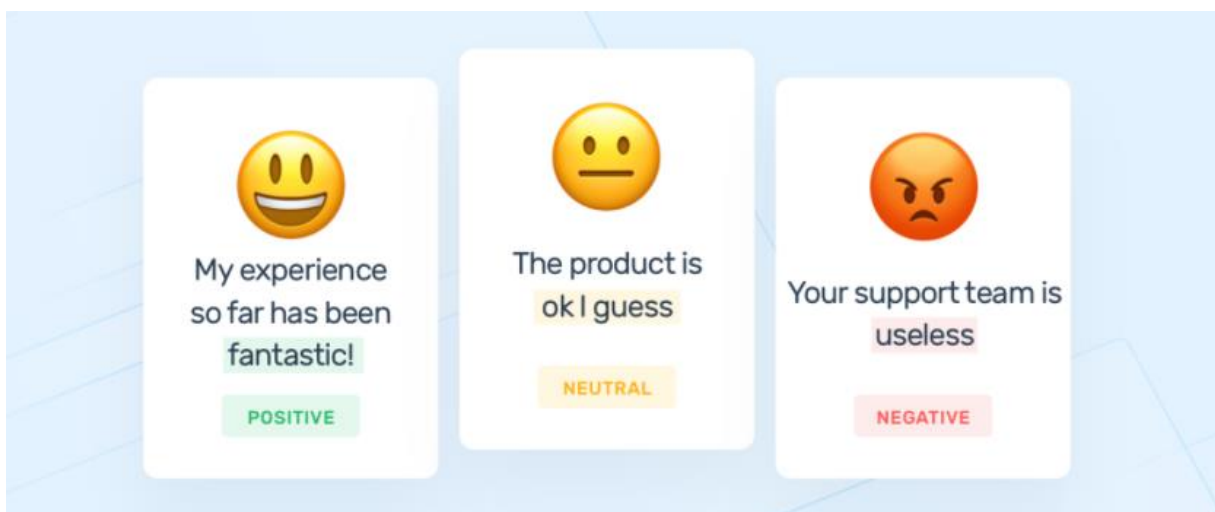 My experience
so far has been
fantastic!
POSITIVE
The product is
ok I guess
NEUTRAL
Your support team is
useless
NEGATIVE